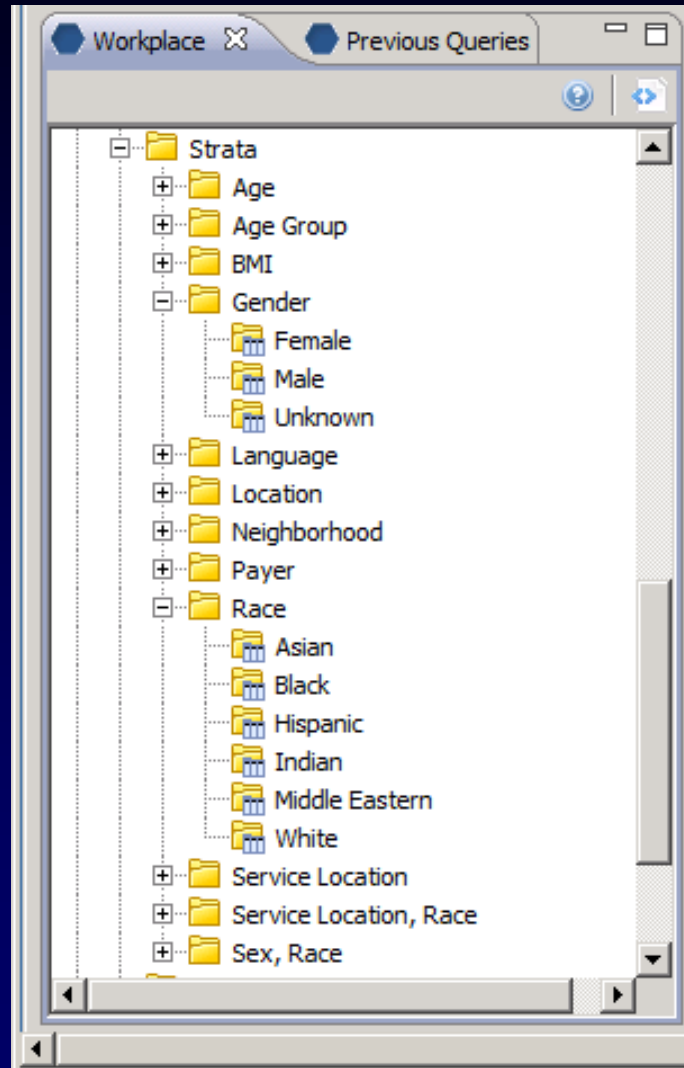 Workplace Previous Queries
Strata
Age
Age Group
BMI
Gender
Female
Male
Unknown
Language
Location
Neighborhood
Payer
Race
Asian
Black
Hispanic
Indian
Middle Eastern
White
Service Location
Service Location, Race
Sex, Race